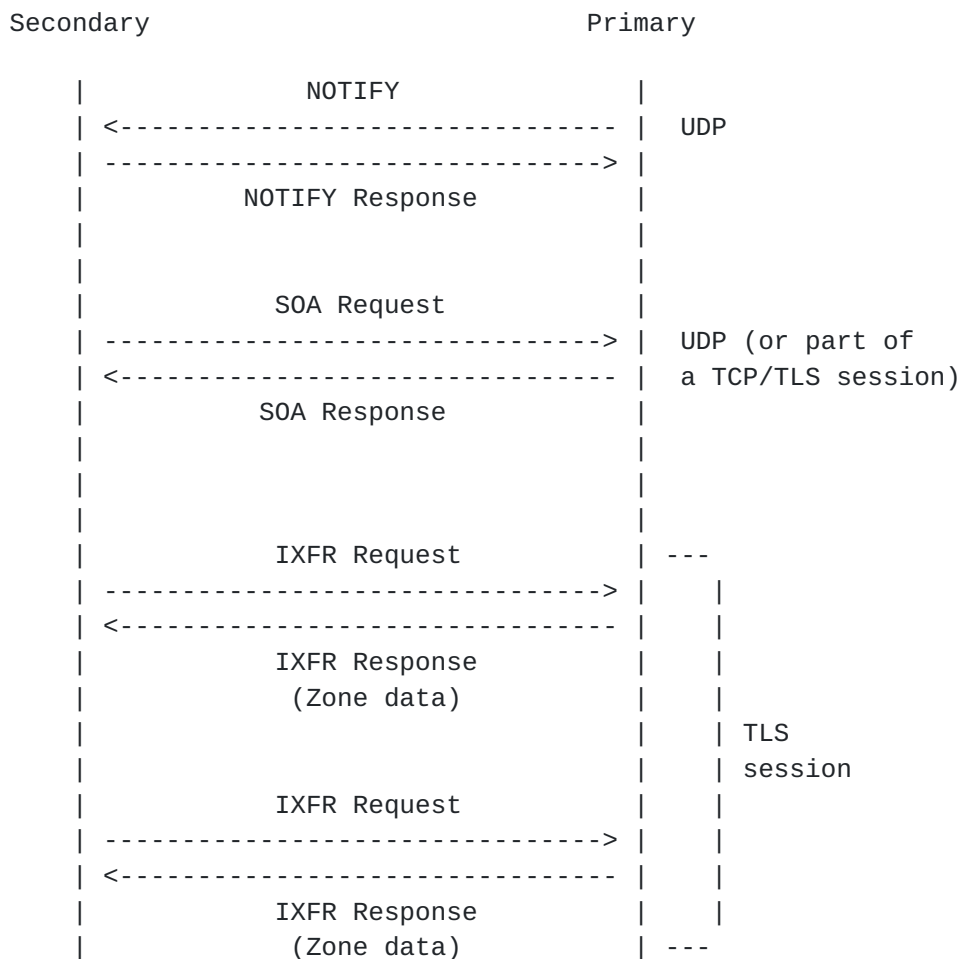 Secondary Primary
NOTIFY
UDP
NOTIFY Response
SOA Request
UDP (or part of
a TCP/TLS session)
SOA Response
IXFR Request
IXFR Response
(Zone data)
TLS
session
IXFR Request
IXFR Response
(Zone data)